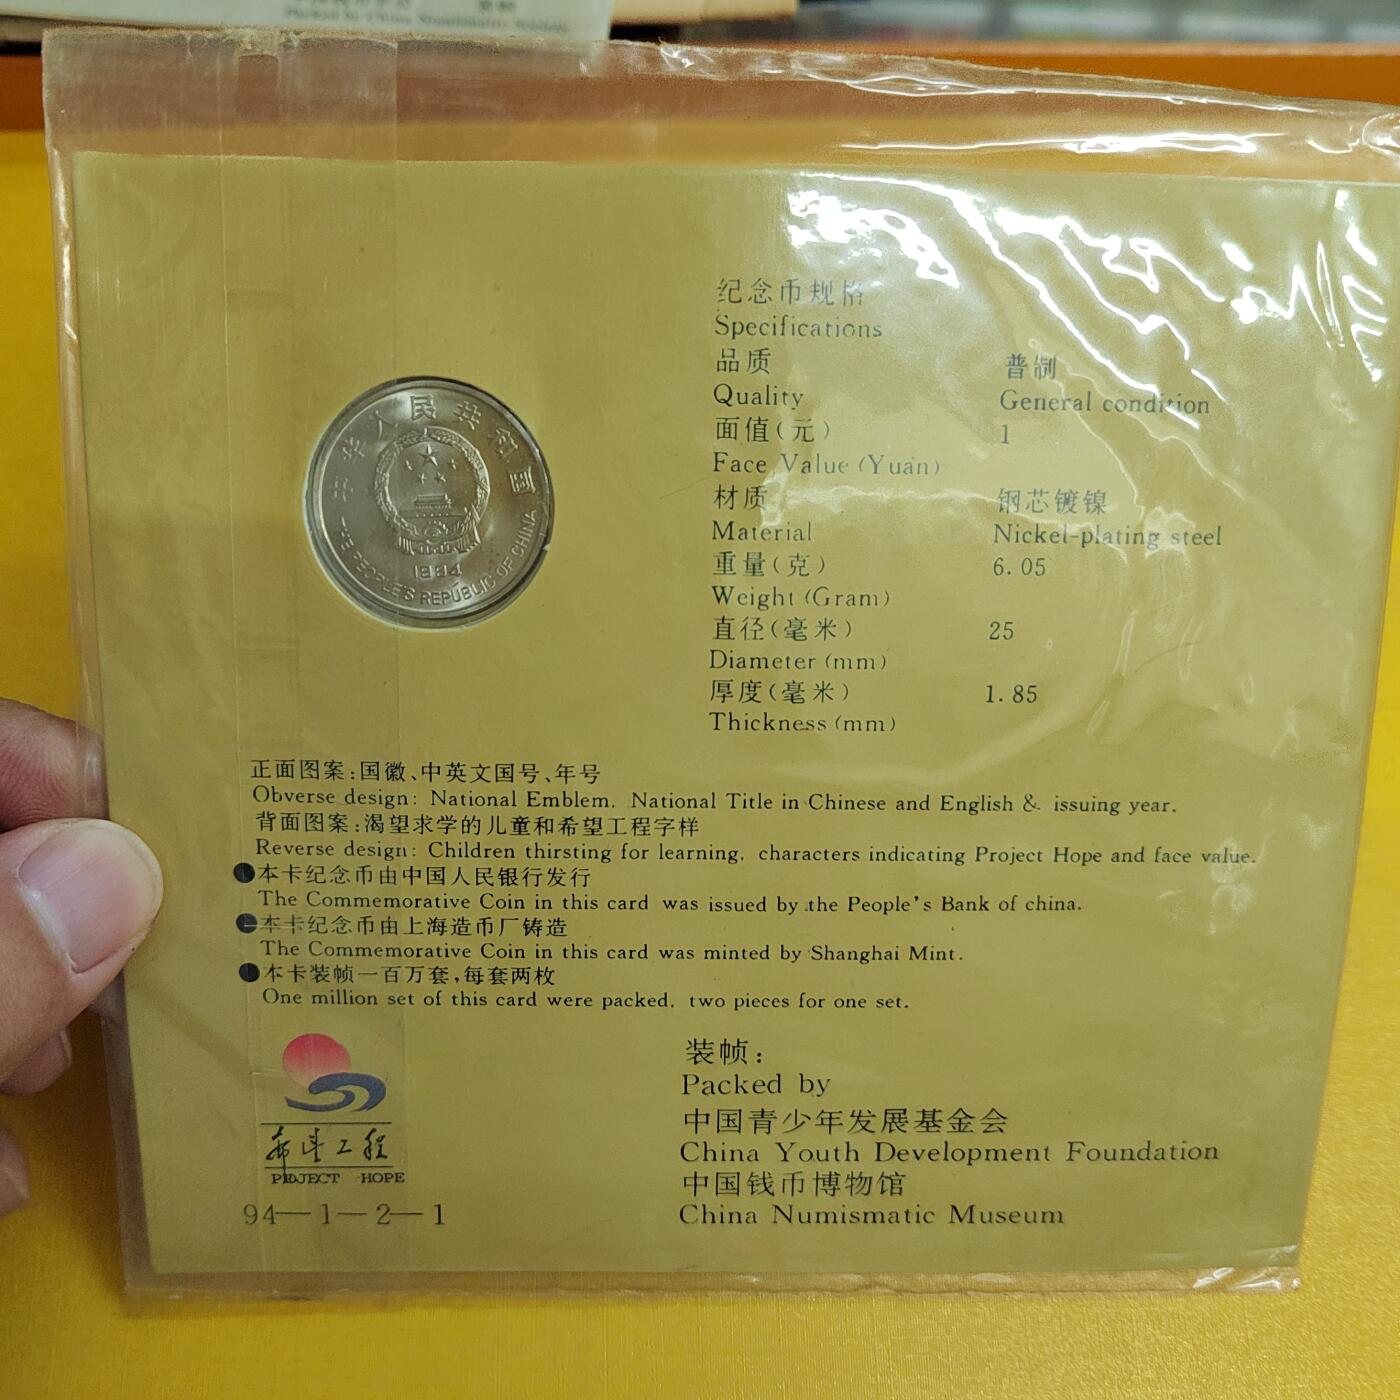 Packed by China Numismatic Museum
中华人民共和国
1994
THE PEOPLE'S REPUBLIC OF CHINA
纪念币规格
Specifications
品质 普制
Quality General condition
面值(元) 1
Face Value (Yuan)
材质 钢芯镀镍
Material Nickel-plating steel
重量(克) 6.05
Weight (Gram)
直径(毫米) 25
Diameter (mm)
厚度(毫米) 1.85
Thickness (mm)
正面图案:国徽、中英文国号、年号
Obverse design: National Emblem. National Title in Chinese and English & issuing year.
背面图案:渴望求学的儿童和希望工程字样
Reverse design: Children thirsting for learning, characters indicating Project Hope and face value.
●本卡纪念币由中国人民银行发行
The Commemorative Coin in this card was issued by the People's Bank of china.
●本卡纪念币由上海造币厂铸造
The Commemorative Coin in this card was minted by Shanghai Mint.
●本卡装帧一百万套,每套两枚
One million set of this card were packed, two pieces for one set.
希望工程
PROJECT HOPE
94—1—2—1
装帧:
Packed by
中国青少年发展基金会
China Youth Development Foundation
中国钱币博物馆
China Numismatic Museum